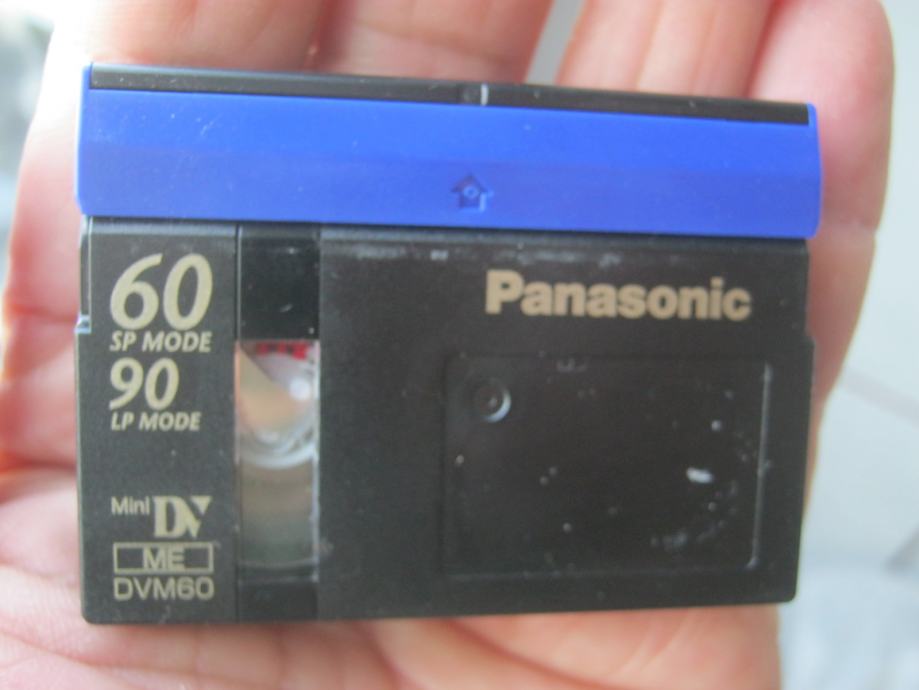 60
SP MODE
90
LP MODE
Mini DV
ME
DVM60
Panasonic